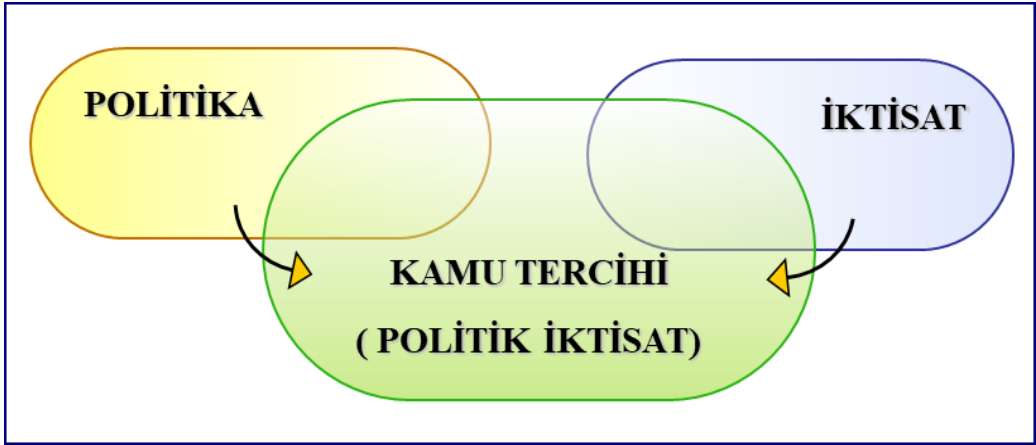 POLİTİKA
İKTİSAT
KAMU TERCİHİ
( POLİTİK İKTİSAT)